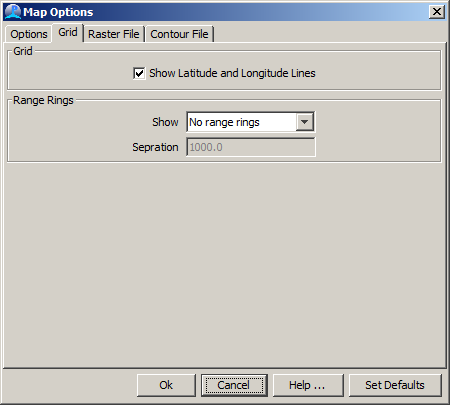 Map Options
Options Grid Raster File Contour File
Grid
Show Latitude and Longitude Lines
Range Rings
Show No range rings
Sepration 1000.0
Ok Cancel Help ... Set Defaults